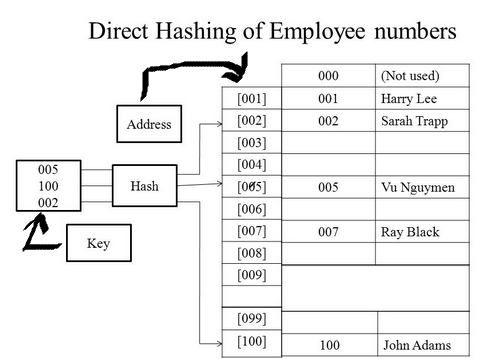 Direct Hashing of Employee numbers
000 (Not used)
[001] 001 Harry Lee
Address
[002] 002 Sarah Trapp
[003]
[004]
005
100
002
Hash
[005] 005 Vu Nguymen
[006]
Key
[007] 007 Ray Black
[008]
[009]
[099]
[100] 100 John Adams